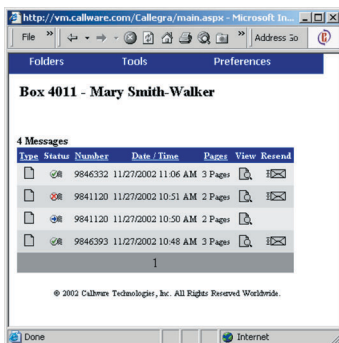 http://vm.callware.com/Callegra/main.aspx - Microsoft In...
File » » Address Go
Folders Tools Preferences
Box 4011 - Mary Smith-Walker
4 Messages
Type Status Number Date / Time Pages View Resend
9846332 11/27/2002 11:06 AM 3 Pages
9841120 11/27/2002 10:51 AM 2 Pages
9841120 11/27/2002 10:50 AM 2 Pages
9846393 11/27/2002 10:48 AM 3 Pages
1
© 2002 Callware Technologies, Inc. All Rights Reserved Worldwide.
Done Internet